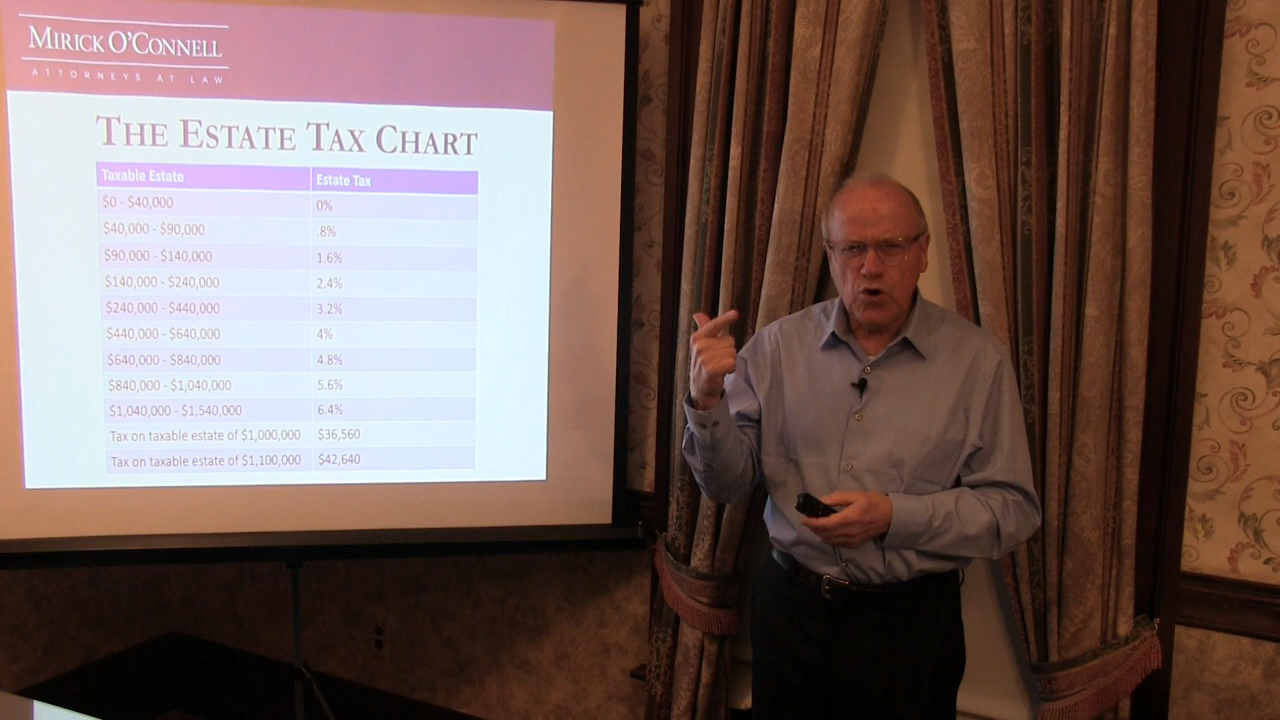 MIRICK O'CONNELL
ATTORNEYS AT LAW
THE ESTATE TAX CHART
Taxable Estate Estate Tax
$0 - $40,000 0%
$40,000 - $90,000 .8%
$90,000 - $140,000 1.6%
$140,000 - $240,000 2.4%
$240,000 - $440,000 3.2%
$440,000 - $640,000 4%
$640,000 - $840,000 4.8%
$840,000 - $1,040,000 5.6%
$1,040,000 - $1,540,000 6.4%
Tax on taxable estate of $1,000,000 $36,560
Tax on taxable estate of $1,100,000 $42,640